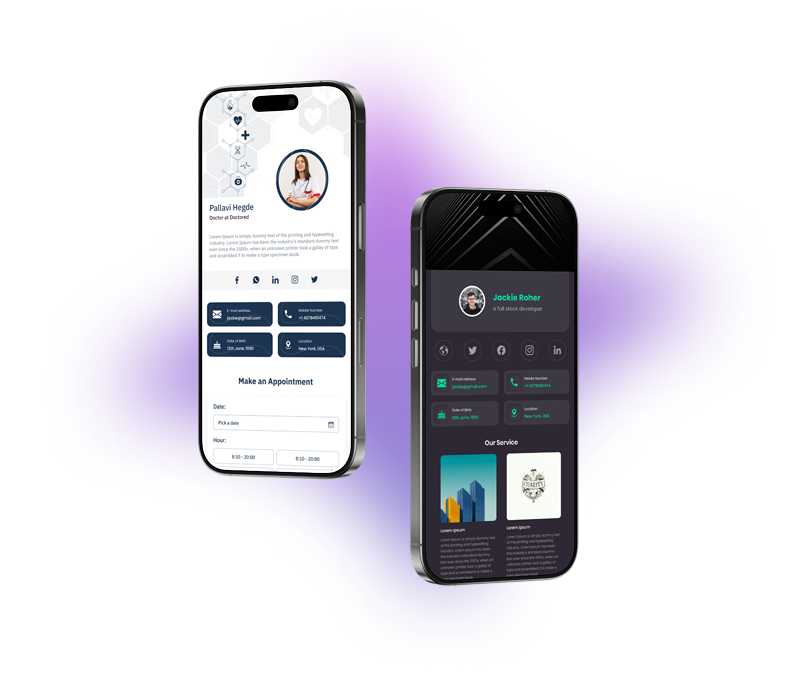 Pallavi Hegde
Doctor at Doctored
Lorem Ipsum is simply dummy text of the printing and typesetting
industry. Lorem Ipsum has been the industry's standard dummy text
ever since the 1500s, when an unknown printer took a galley of type
and scrambled it to make a type specimen book.
E-mail address
jackie@gmail.com
Mobile Number
+1 4078461474
Date of Birth
12th June, 1990
Location
New York, USA
Make an Appointment
Date:
Pick a date
Hour:
8:10 - 20:00
8:10 - 20:00
Jackie Roher
a full stack developer
E-mail address
jackie@gmail.com
Mobile Number
Date of Birth
12th June, 1990
Location
New York, USA
Our Service
Lorem Ipsum
Lorem Ipsum is simply dummy text
of the printing and typesetting
industry. Lorem Ipsum has been the
industry's standard dummy text
ever since the 1500s, when an
unknown printer took a galley of
type and scrambled it to make a
type specimen book.
Lorem Ipsum
Lorem Ipsum is simply dummy text
of the printing and typesetting
industry. Lorem Ipsum has been the
industry's standard dummy text
ever since the 1500s, when an
unknown printer took a galley of
type and scrambled it to make a
type specimen book.